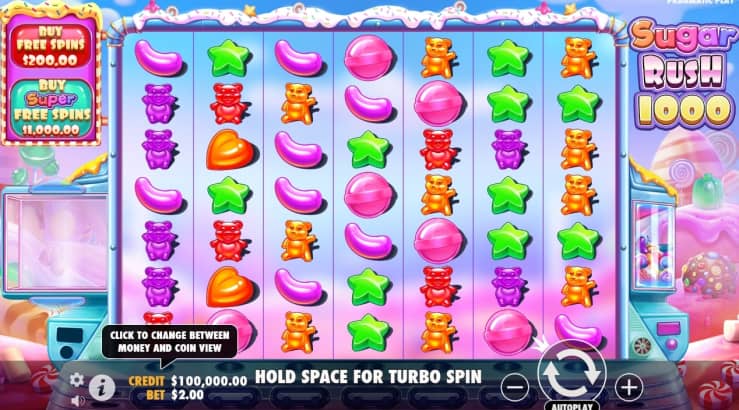 PRAGMATIC PLAY
BUY
FREE SPINS
$200.00
BUY
Super
FREE SPINS
$1,000.00
Sugar
RUSH
1000
CLICK TO CHANGE BETWEEN
MONEY AND COIN VIEW
CREDIT $100,000.00
BET $2.00
HOLD SPACE FOR TURBO SPIN
AUTOPLAY